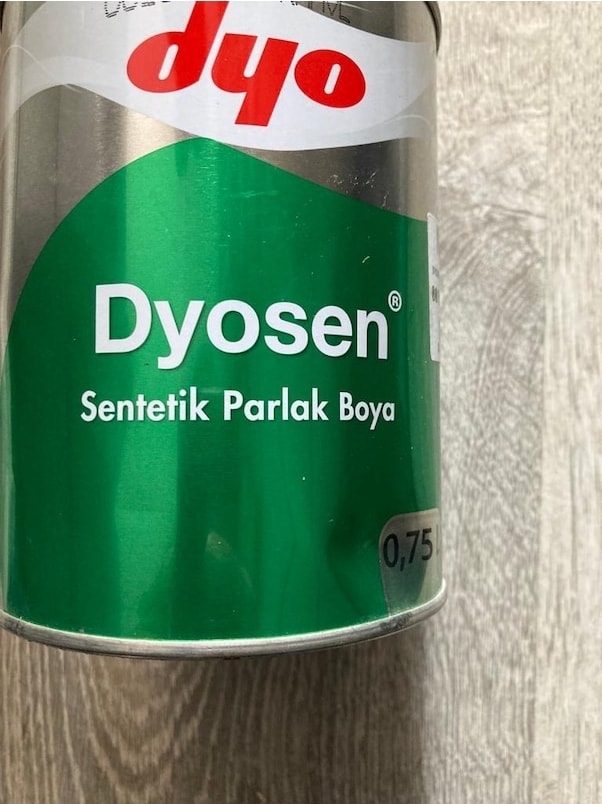 dyo
Dyosen®
Sentetik Parlak Boya
0,75